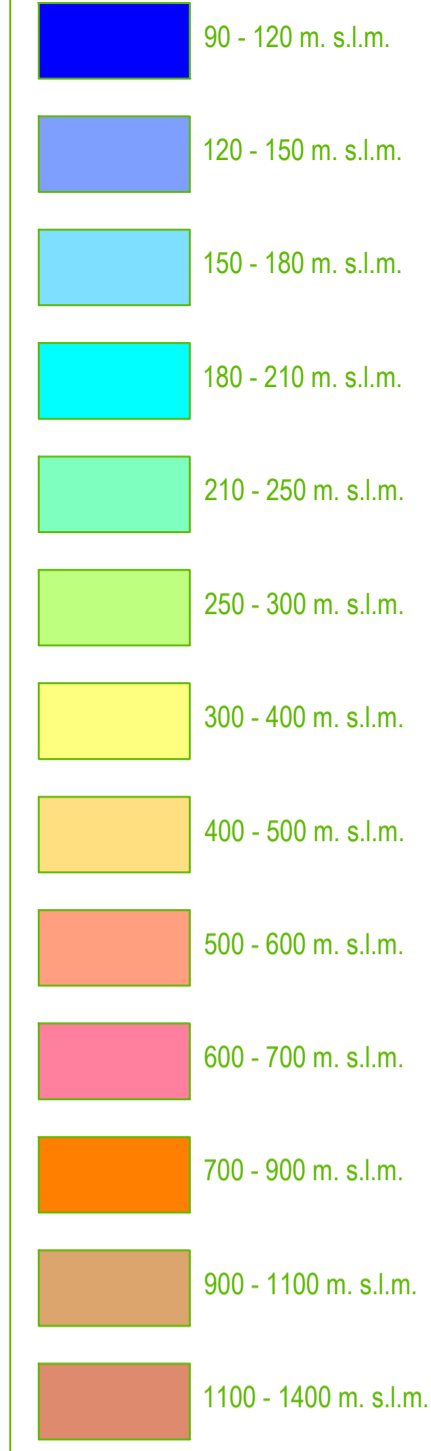 90 - 120 m. s.l.m.
120 - 150 m. s.l.m.
150 - 180 m. s.l.m.
180 - 210 m. s.l.m.
210 - 250 m. s.l.m.
250 - 300 m. s.l.m.
300 - 400 m. s.l.m.
400 - 500 m. s.l.m.
500 - 600 m. s.l.m.
600 - 700 m. s.l.m.
700 - 900 m. s.l.m.
900 - 1100 m. s.l.m.
1100 - 1400 m. s.l.m.